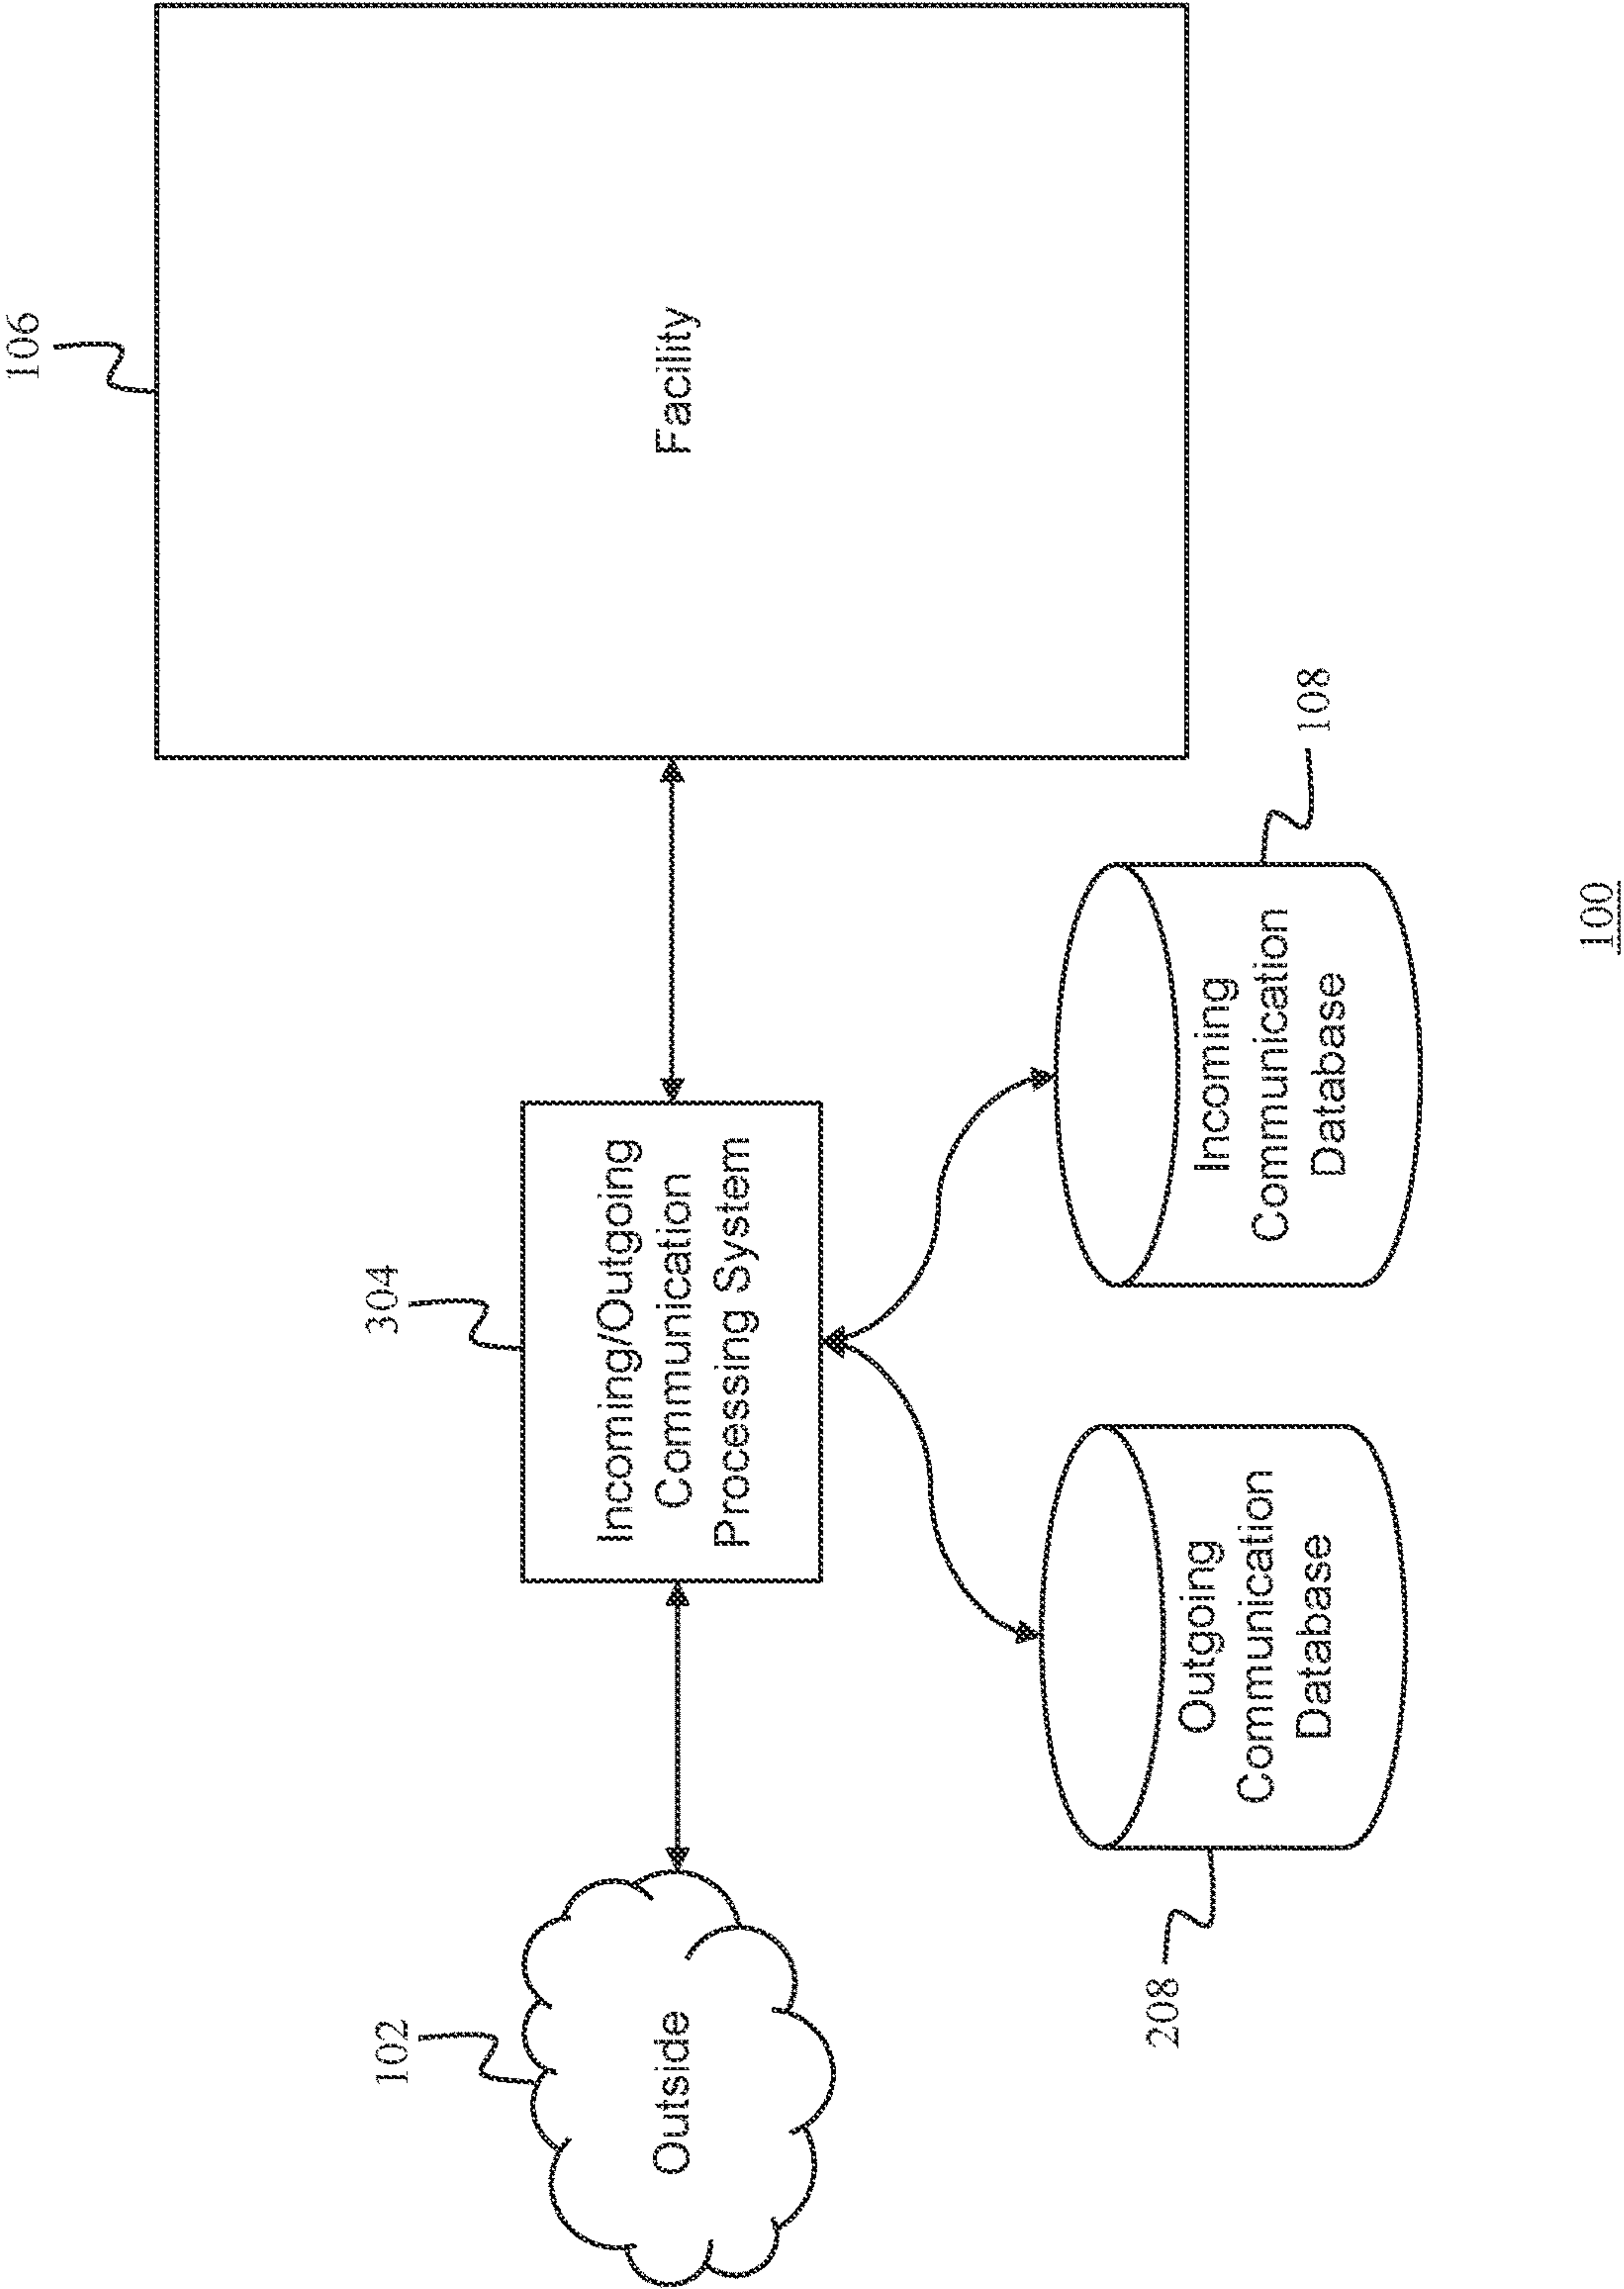 106
Facility
304
Incoming/Outgoing
Communication
Processing System
102
Outside
108
Incoming
Communication
Database
208
Outgoing
Communication
Database
100